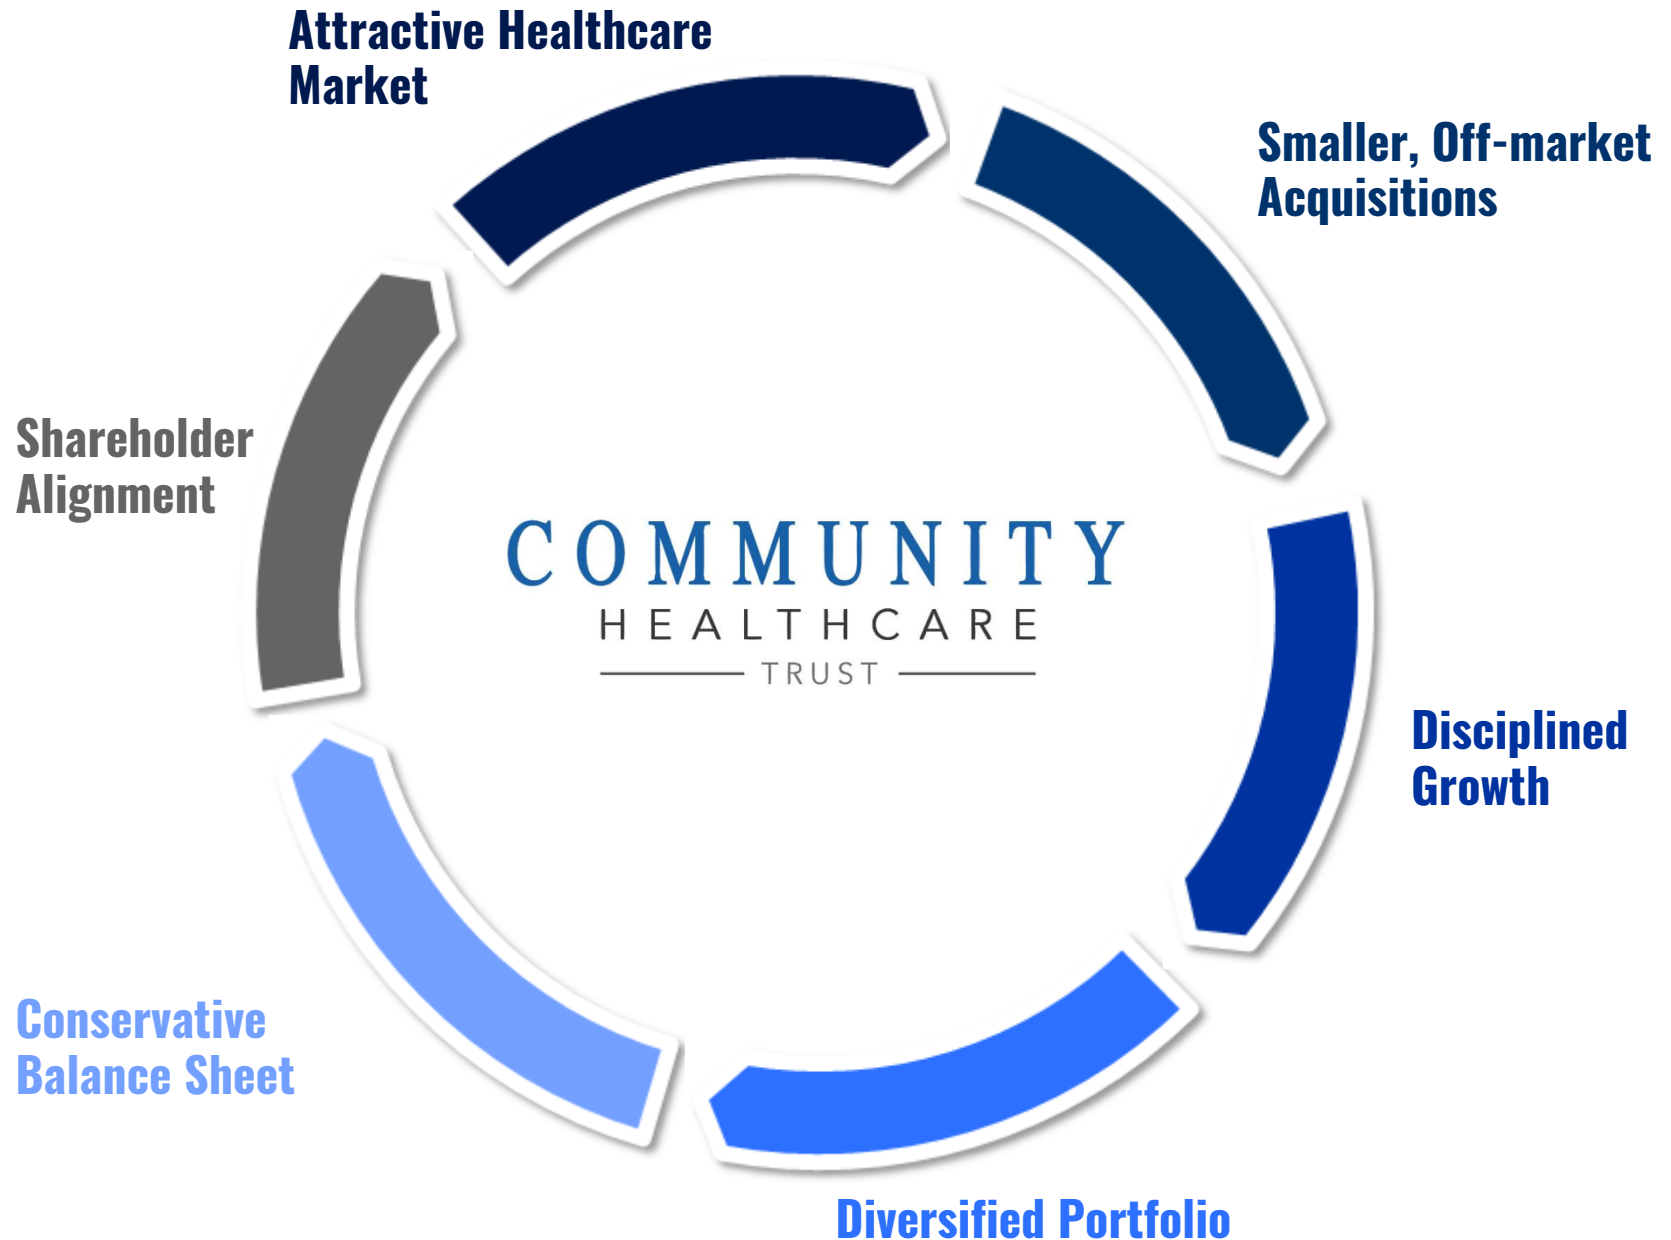 Attractive Healthcare
Market
Smaller, Off-market
Acquisitions
Shareholder
Alignment
COMMUNITY
HEALTHCARE
TRUST
Disciplined
Growth
Conservative
Balance Sheet
Diversified Portfolio